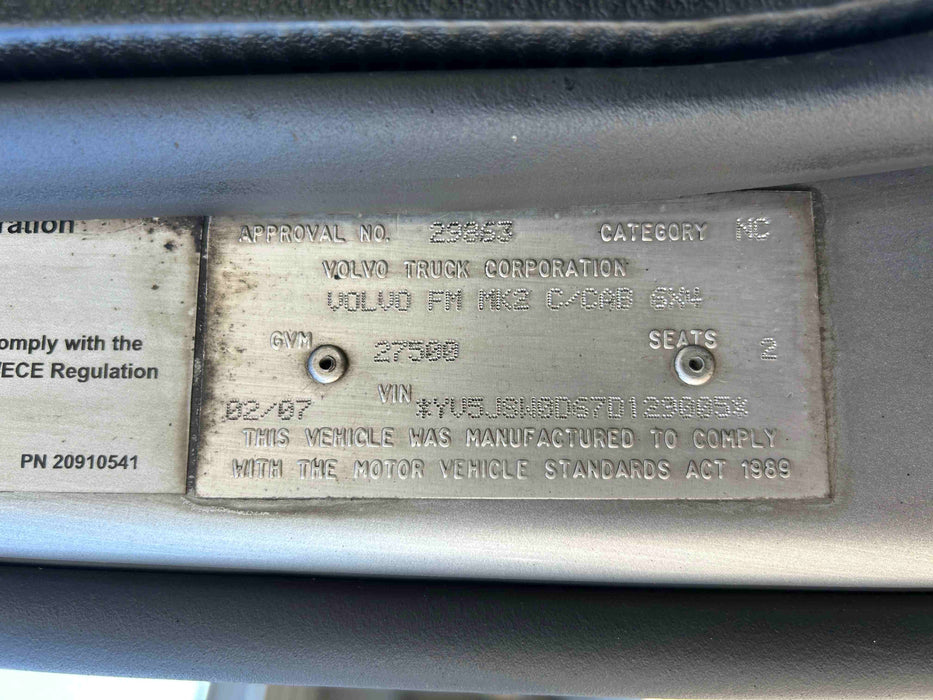 ration
omply with the
/ECE Regulation
PN 20910541
APPROVAL NO. 29863 CATEGORY NC
VOLVO TRUCK CORPORATION
VOLVO FM MK2 C/CAB 6X4
GVM 27500 SEATS 2
VIN
02/07 *YV5J8W0D67D129005*
THIS VEHICLE WAS MANUFACTURED TO COMPLY
WITH THE MOTOR VEHICLE STANDARDS ACT 1989